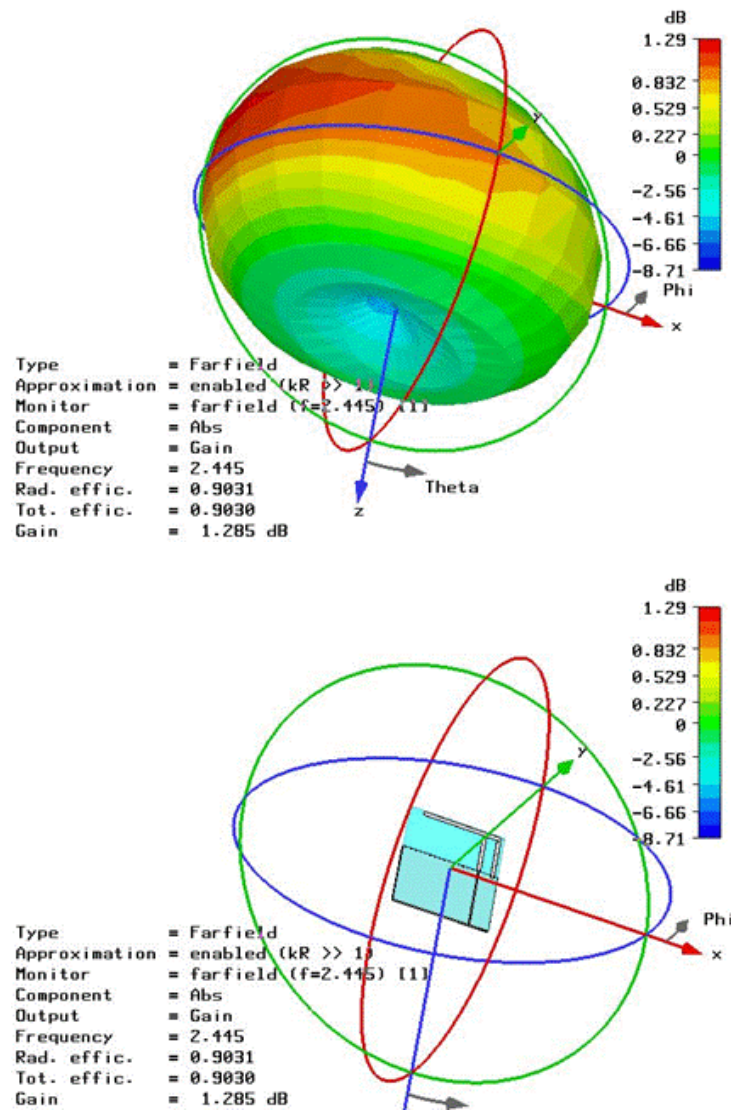 dB
1.29
0.832
0.529
0.227
0
-2.56
-4.61
-6.66
-8.71
y
Phi
x
Type = Farfield
Approximation = enabled (kR >> 1)
Monitor = farfield (f=2.445) [1]
Component = Abs
Output = Gain
Frequency = 2.445
Rad. effic. = 0.9031
Tot. effic. = 0.9030
Gain = 1.285 dB
Theta
z
dB
1.29
0.832
0.529
0.227
0
-2.56
-4.61
-6.66
-8.71
y
Phi
x
Type = Farfield
Approximation = enabled (kR >> 1)
Monitor = farfield (f=2.445) [1]
Component = Abs
Output = Gain
Frequency = 2.445
Rad. effic. = 0.9031
Tot. effic. = 0.9030
Gain = 1.285 dB